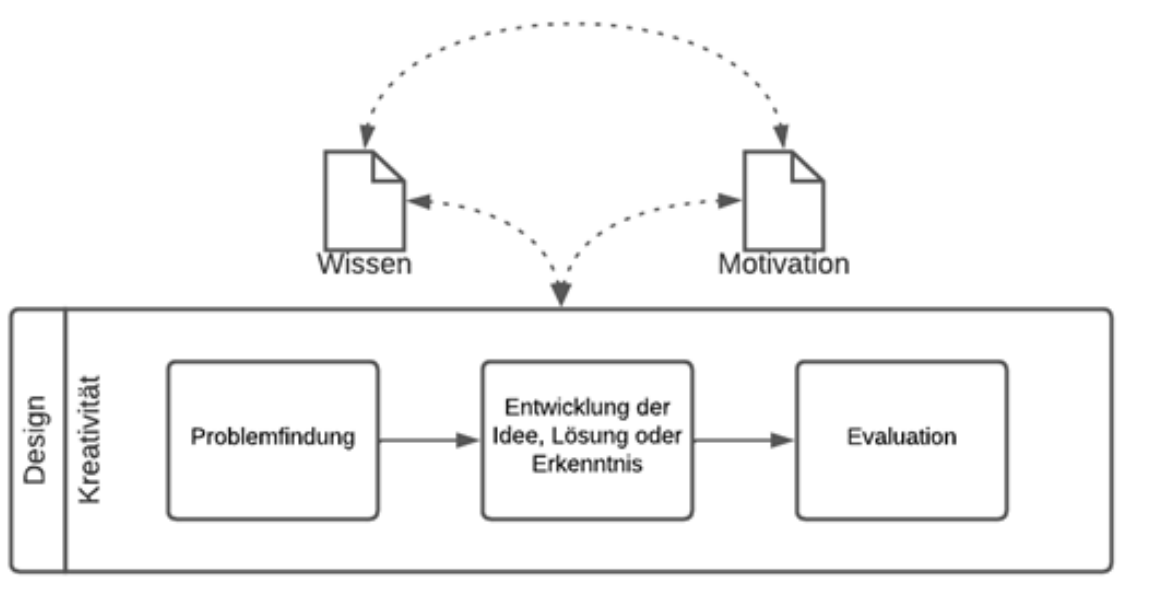 Wissen
Motivation
Design
Kreativität
Problemfindung
Entwicklung der
Idee, Lösung oder
Erkenntnis
Evaluation